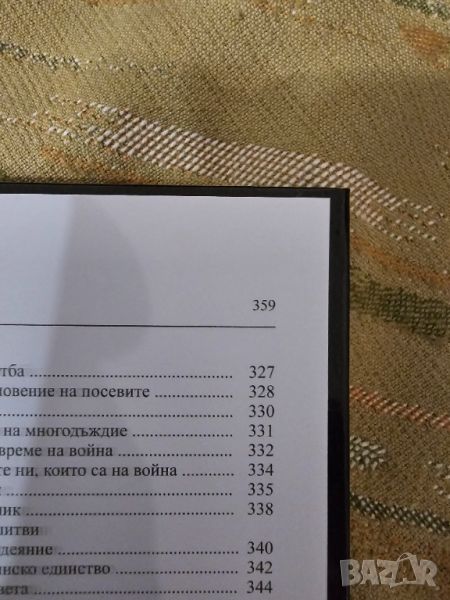 359
тба ........ 327
новение на посевите ........ 328
........ 330
на многодъждие ........ 331
време на война ........ 332
те ни, които са на война ........ 334
........ 335
ник ........ 338
литви
деяние ........ 340
нско единство ........ 342
вета ........ 344
BAZAR